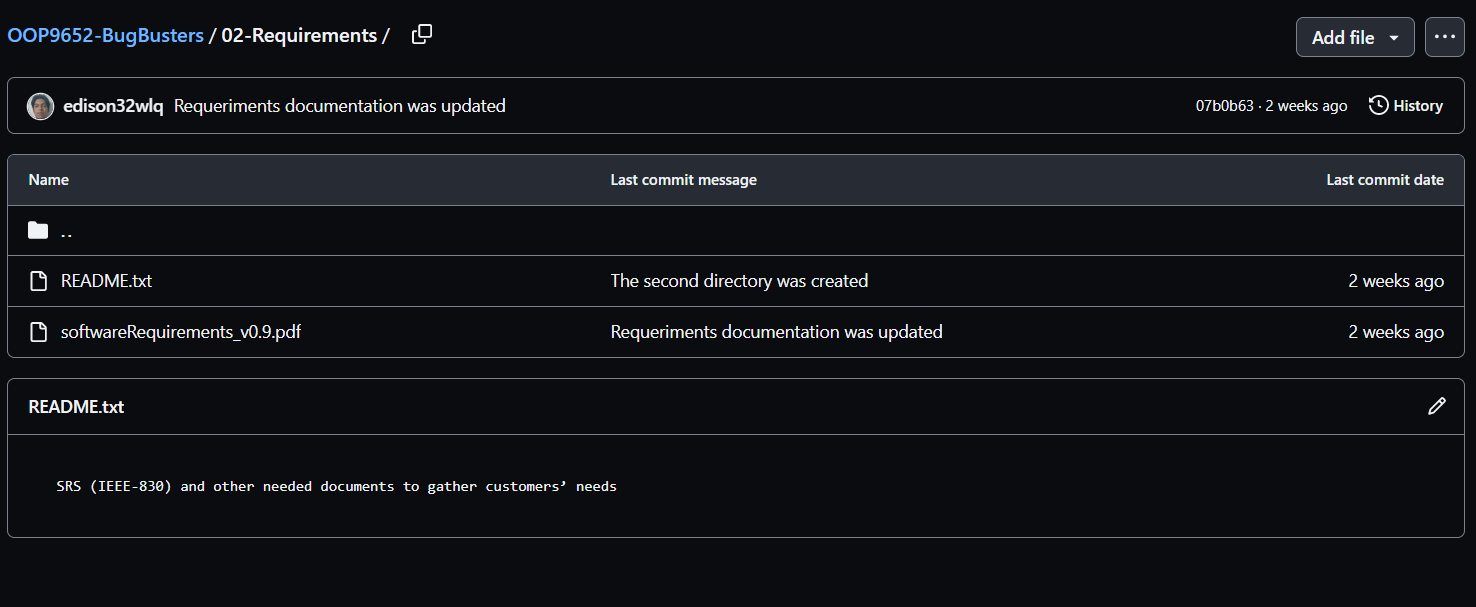 OOP9652-BugBusters / 02-Requirements /
Add file
edison32wlq Requeriments documentation was updated
07b0b63 · 2 weeks ago History
Name Last commit message Last commit date
..
README.txt The second directory was created 2 weeks ago
softwareRequirements_v0.9.pdf Requeriments documentation was updated 2 weeks ago
README.txt
SRS (IEEE-830) and other needed documents to gather customers’ needs